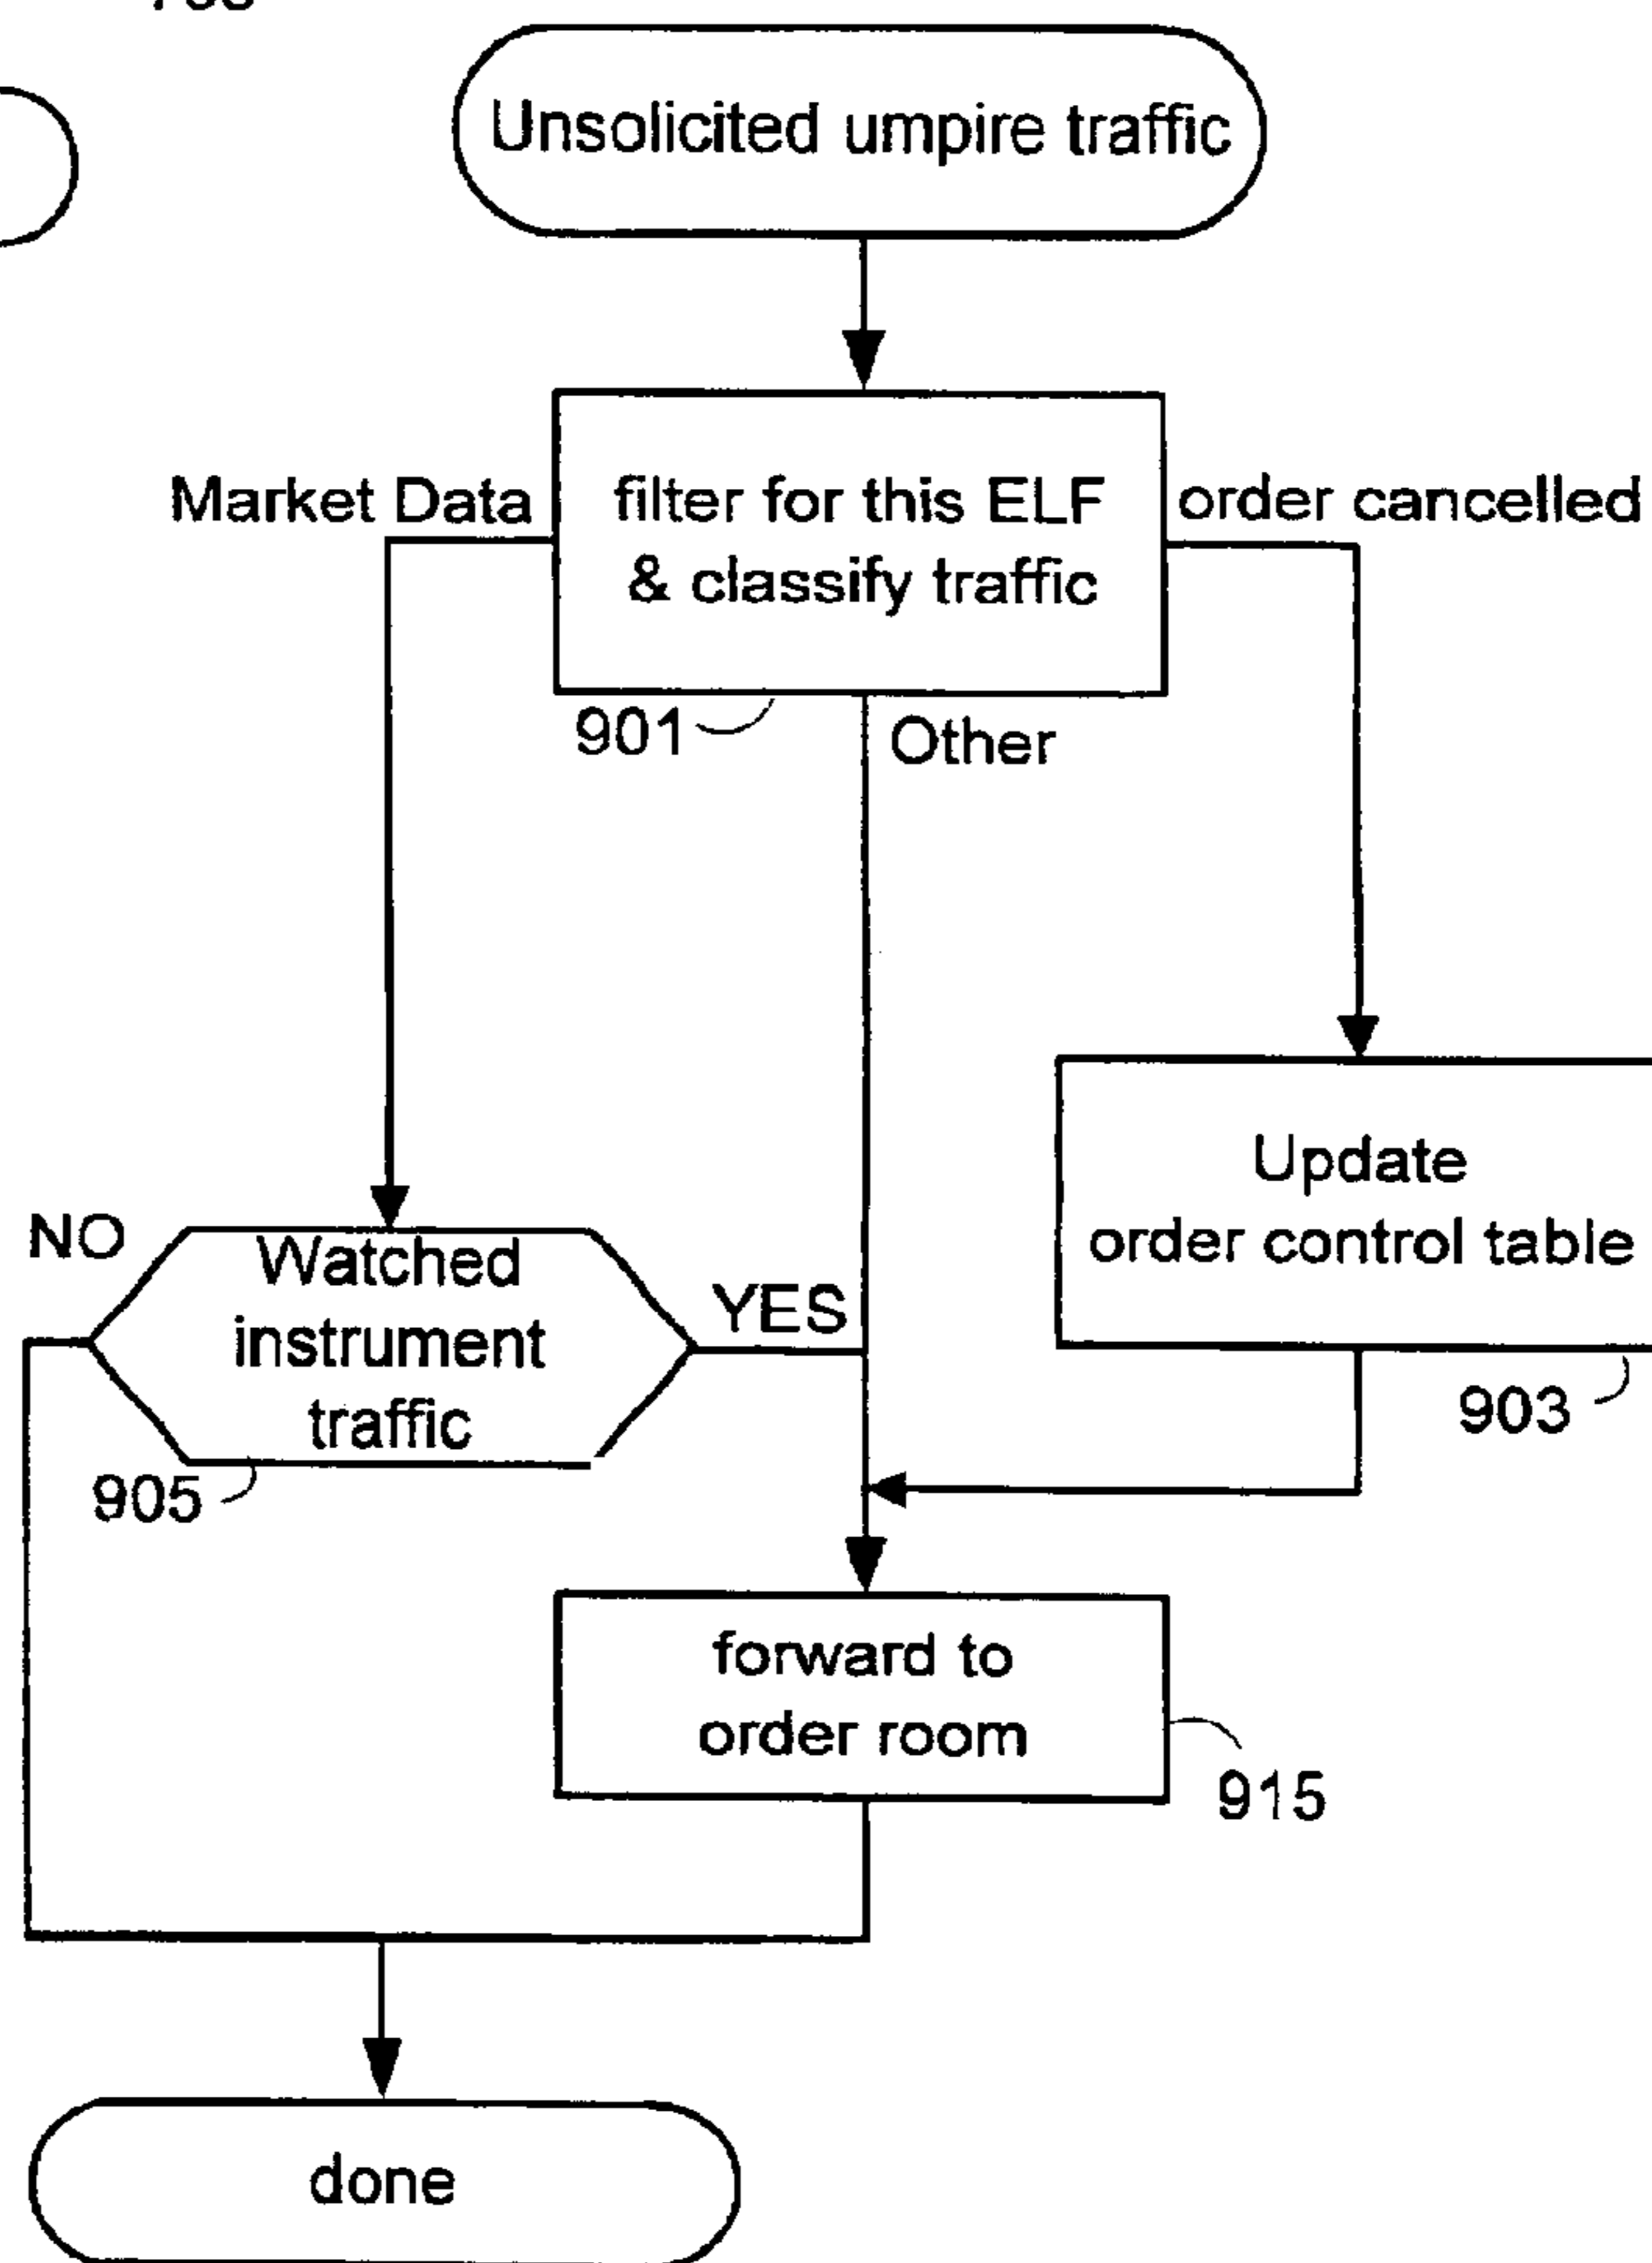 Unsolicited umpire traffic
Market Data
filter for this ELF
& classify traffic
order cancelled
901
Other
Update
order control table
903
NO
Watched
instrument
traffic
YES
905
forward to
order room
915
done